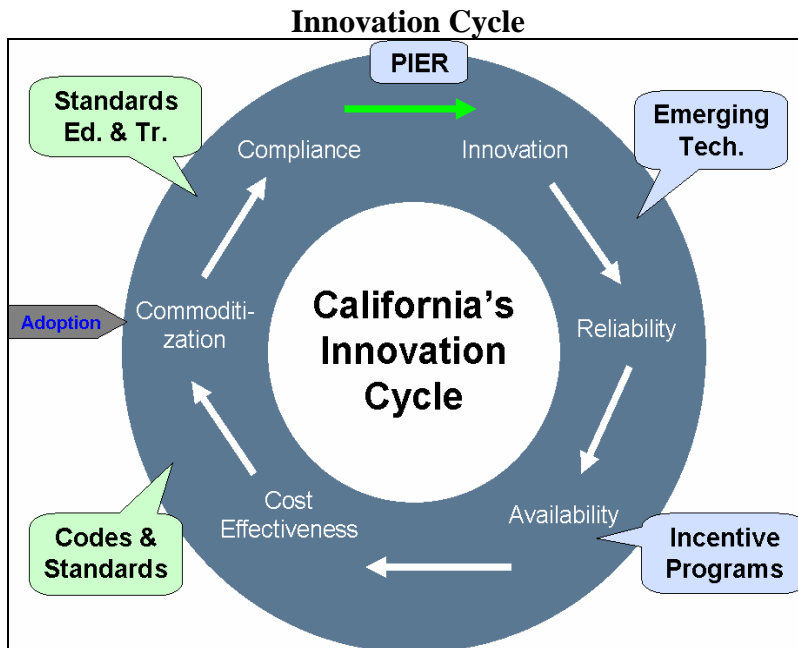 Innovation Cycle
PIER
Standards
Ed. & Tr.
Emerging
Tech.
Compliance
Innovation
California's
Innovation
Cycle
Adoption
Commoditi-
zation
Reliability
Cost
Effectiveness
Availability
Codes &
Standards
Incentive
Programs